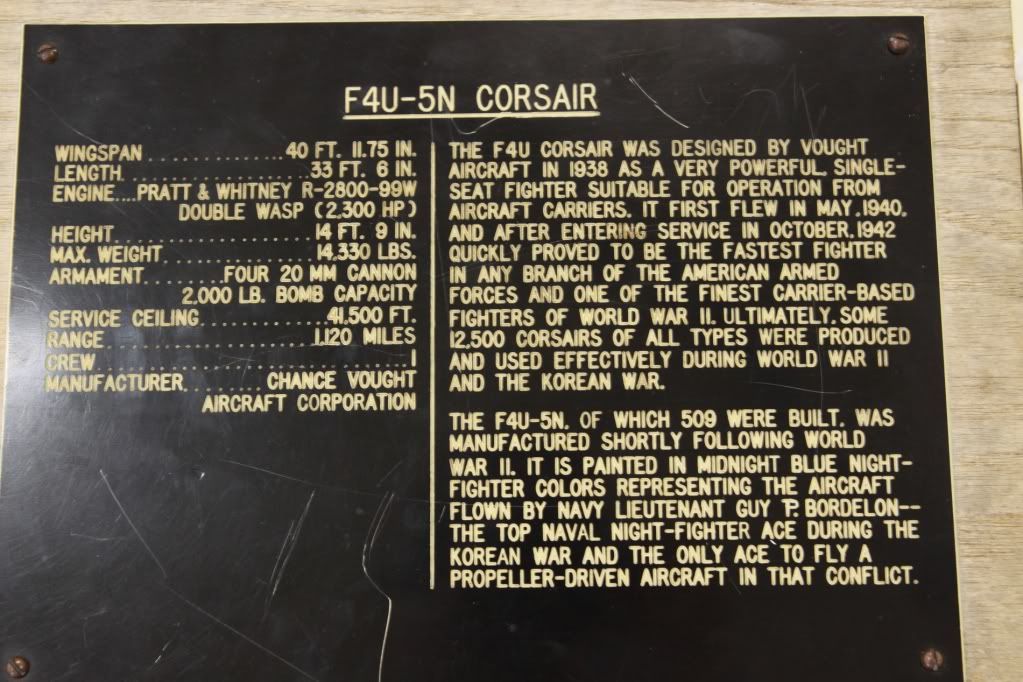 F4U-5N CORSAIR
WINGSPAN..............40 FT. 11.75 IN.
LENGTH....................33 FT. 6 IN.
ENGINE....PRATT & WHITNEY R-2800-99W
DOUBLE WASP (2,300 HP)
HEIGHT.....................14 FT. 9 IN.
MAX. WEIGHT................14,330 LBS.
ARMAMENT.........FOUR 20 MM CANNON
2,000 LB. BOMB CAPACITY
SERVICE CEILING.............41,500 FT.
RANGE......................1,120 MILES
CREW...................................1
MANUFACTURER........CHANCE VOUGHT
AIRCRAFT CORPORATION
THE F4U CORSAIR WAS DESIGNED BY VOUGHT
AIRCRAFT IN 1938 AS A VERY POWERFUL, SINGLE-
SEAT FIGHTER SUITABLE FOR OPERATION FROM
AIRCRAFT CARRIERS. IT FIRST FLEW IN MAY, 1940,
AND AFTER ENTERING SERVICE IN OCTOBER, 1942
QUICKLY PROVED TO BE THE FASTEST FIGHTER
IN ANY BRANCH OF THE AMERICAN ARMED
FORCES AND ONE OF THE FINEST CARRIER-BASED
FIGHTERS OF WORLD WAR II. ULTIMATELY, SOME
12,500 CORSAIRS OF ALL TYPES WERE PRODUCED
AND USED EFFECTIVELY DURING WORLD WAR II
AND THE KOREAN WAR.
THE F4U-5N, OF WHICH 509 WERE BUILT, WAS
MANUFACTURED SHORTLY FOLLOWING WORLD
WAR II. IT IS PAINTED IN MIDNIGHT BLUE NIGHT-
FIGHTER COLORS REPRESENTING THE AIRCRAFT
FLOWN BY NAVY LIEUTENANT GUY P. BORDELON--
THE TOP NAVAL NIGHT-FIGHTER ACE DURING THE
KOREAN WAR AND THE ONLY ACE TO FLY A
PROPELLER-DRIVEN AIRCRAFT IN THAT CONFLICT.